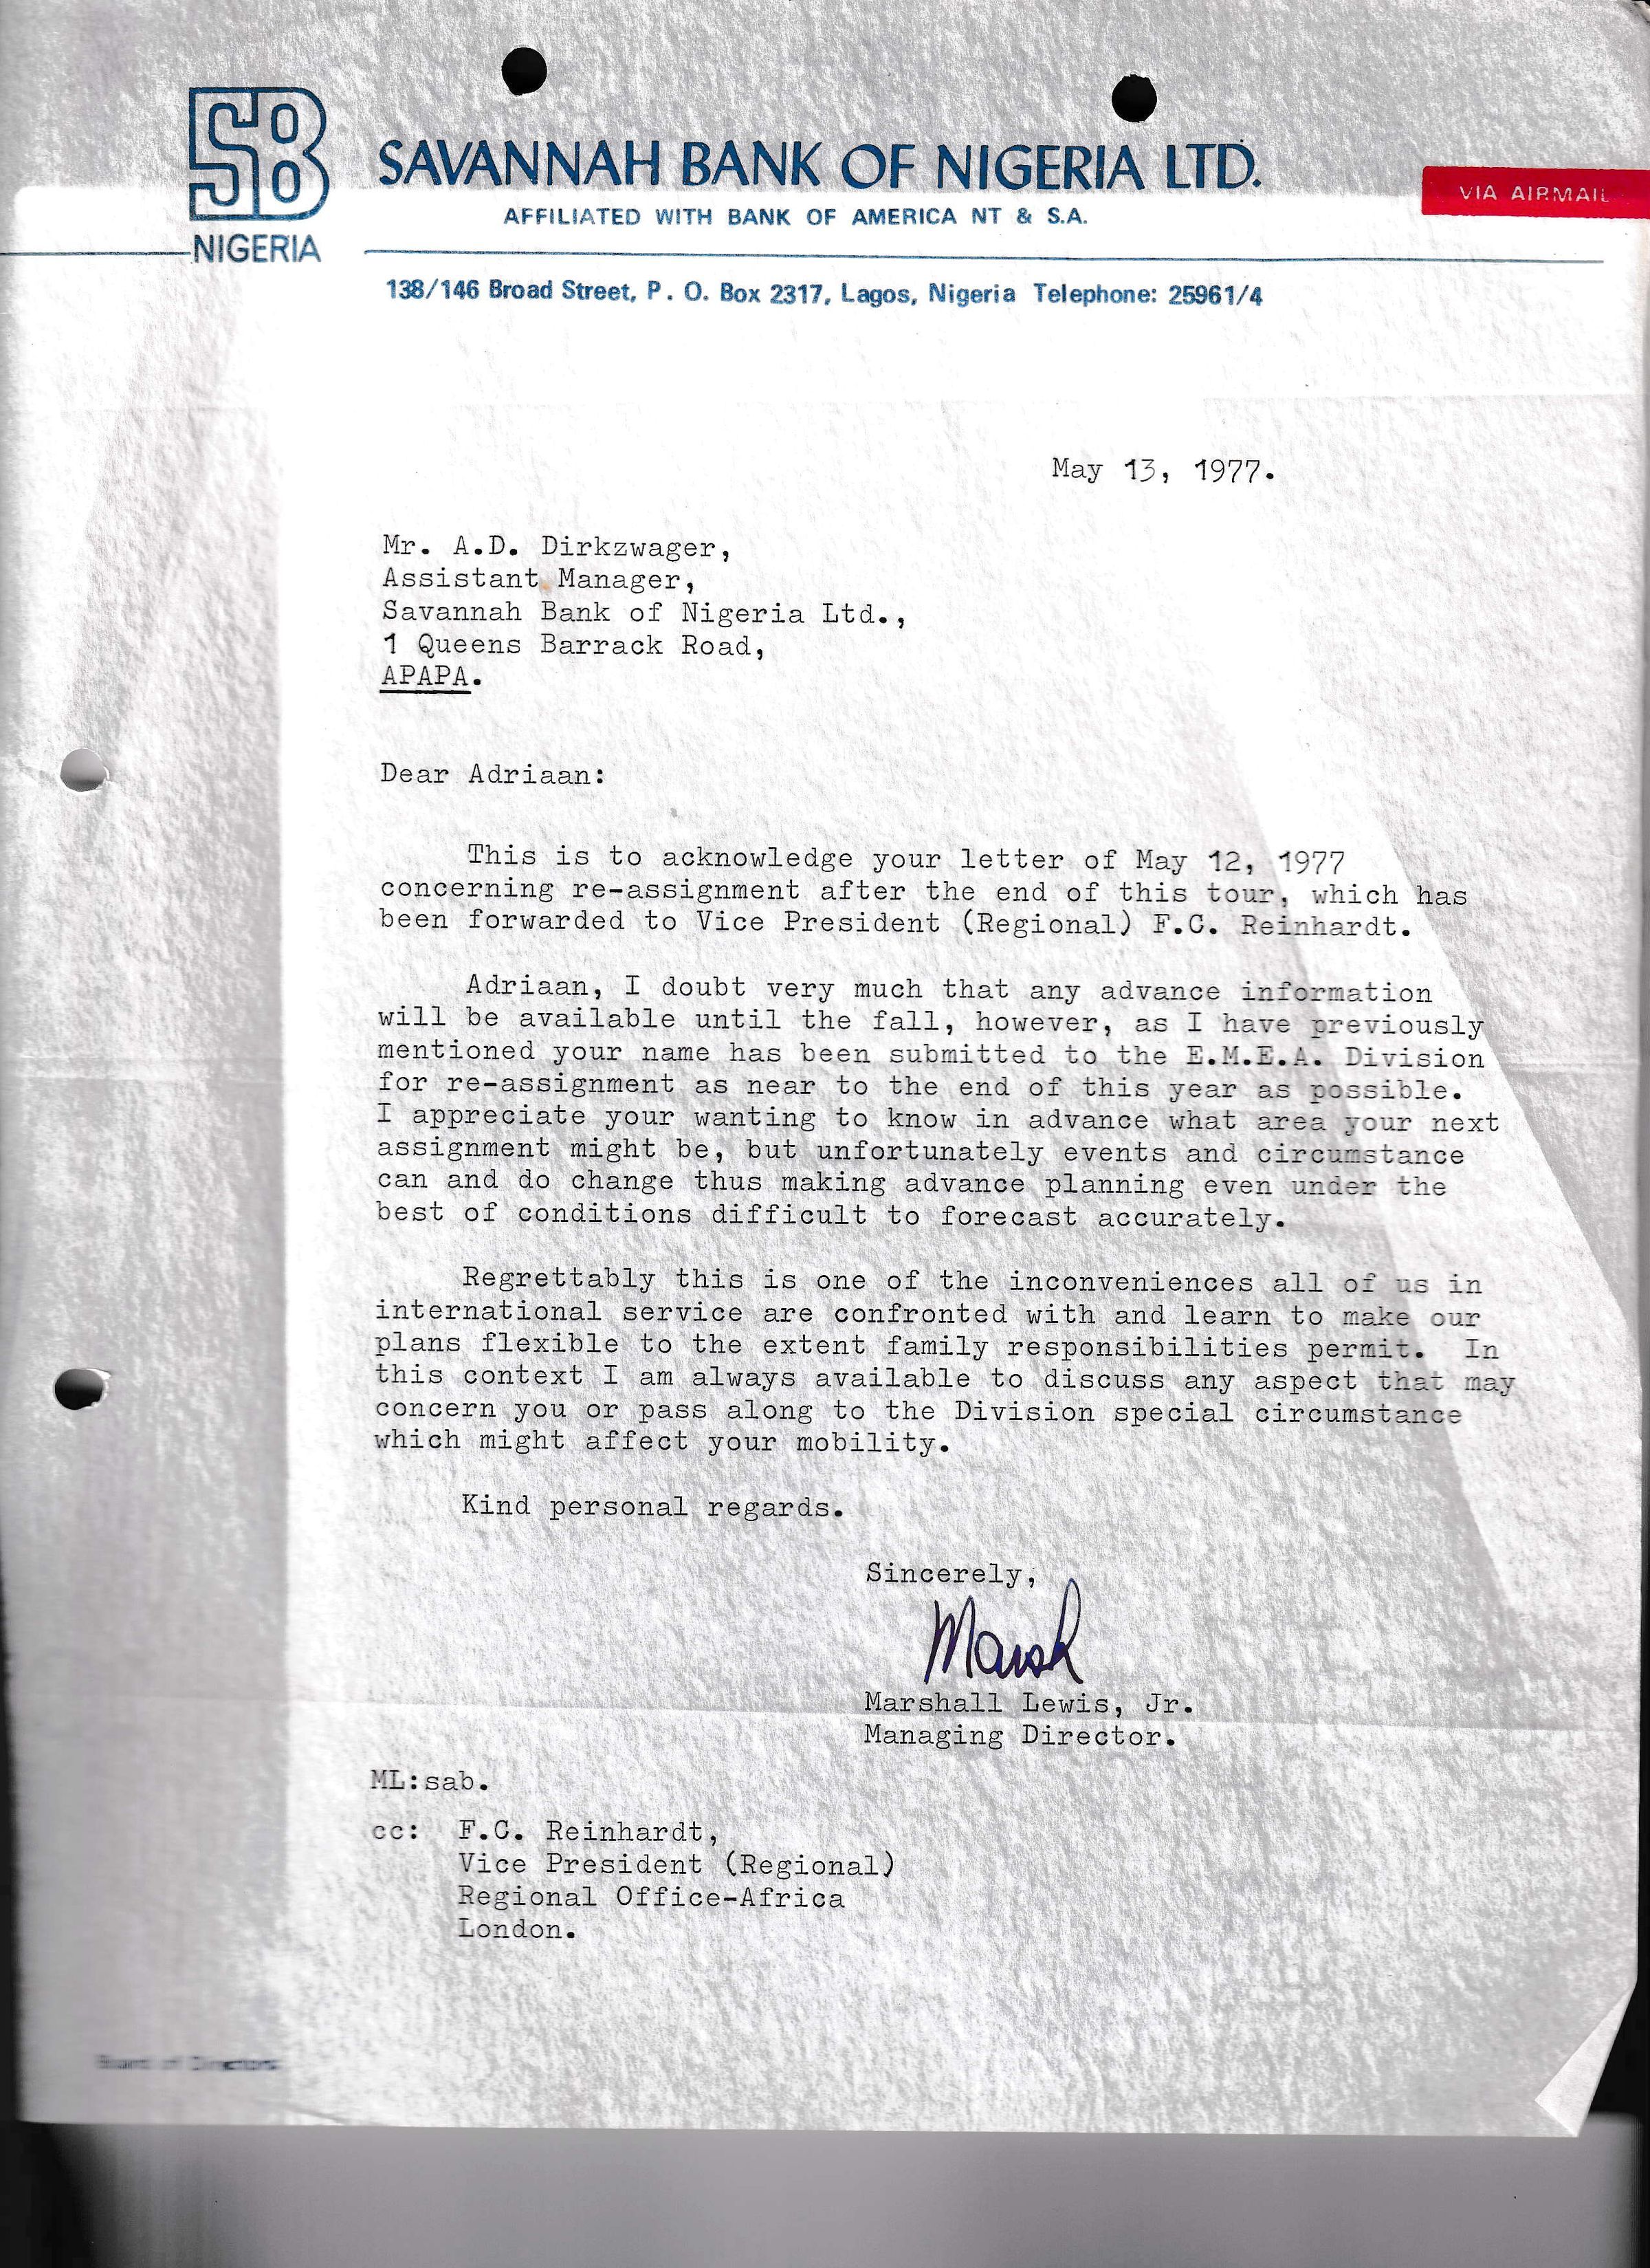 SB
NIGERIA
SAVANNAH BANK OF NIGERIA LTD.
AFFILIATED WITH BANK OF AMERICA NT & S.A.
VIA AIRMAIL
138/146 Broad Street, P. O. Box 2317, Lagos, Nigeria Telephone: 25961/4
May 13, 1977.
Mr. A.D. Dirkzwager,
Assistant Manager,
Savannah Bank of Nigeria Ltd.,
1 Queens Barrack Road,
APAPA.
Dear Adriaan:
This is to acknowledge your letter of May 12, 1977
concerning re-assignment after the end of this tour, which has
been forwarded to Vice President (Regional) F.C. Reinhardt.
Adriaan, I doubt very much that any advance information
will be available until the fall, however, as I have previously
mentioned your name has been submitted to the E.M.E.A. Division
for re-assignment as near to the end of this year as possible.
I appreciate your wanting to know in advance what area your next
assignment might be, but unfortunately events and circumstance
can and do change thus making advance planning even under the
best of conditions difficult to forecast accurately.
Regrettably this is one of the inconveniences all of us in
international service are confronted with and learn to make our
plans flexible to the extent family responsibilities permit. In
this context I am always available to discuss any aspect that may
concern you or pass along to the Division special circumstance
which might affect your mobility.
Kind personal regards.
Sincerely,
Marsh
Marshall Lewis, Jr.
Managing Director.
ML:sab.
cc: F.C. Reinhardt,
Vice President (Regional)
Regional Office-Africa
London.
Board of Directors